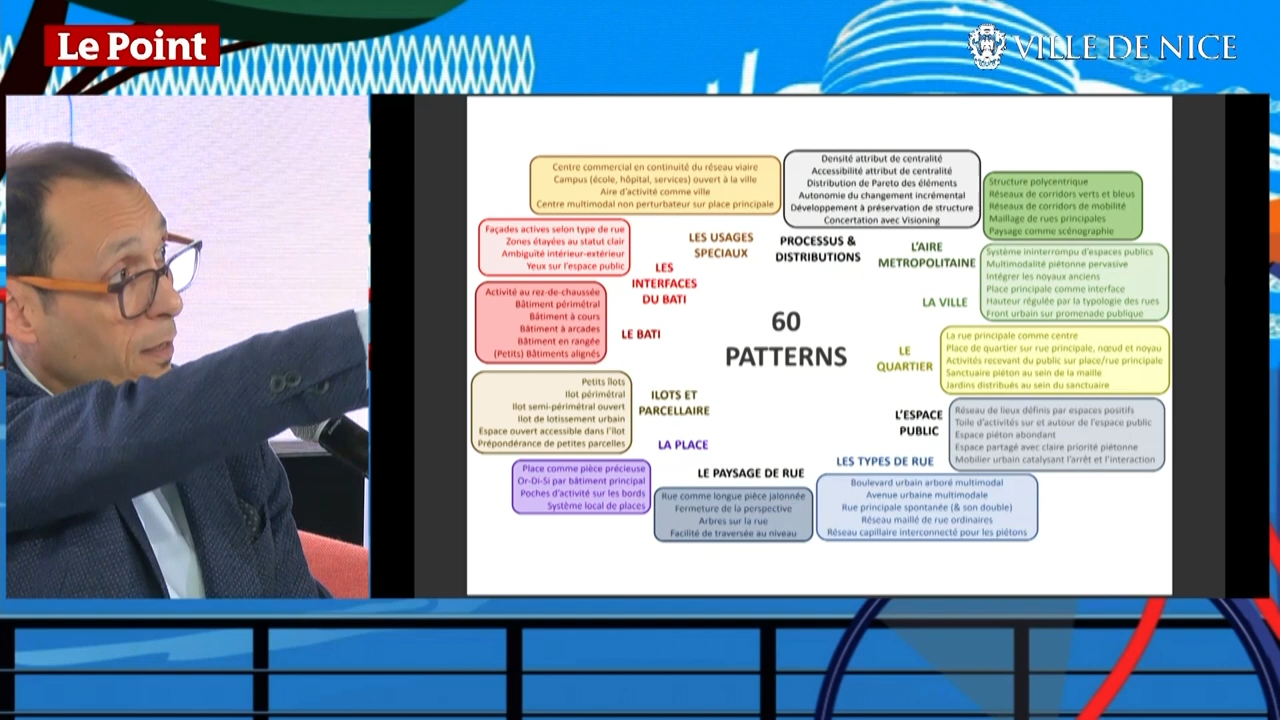 Le Point
VILLE DE NICE
Centre commercial en continuité du réseau viaire
Campus (école, hôpital, services) ouvert à la ville
Aire d'activité comme ville
Centre multimodal non perturbateur sur place principale
LES USAGES
SPECIAUX
Densité attribut de centralité
Accessibilité attribut de centralité
Distribution de Pareto des éléments
Autonomie du changement incrémental
Développement à préservation de structure
Concertation avec Visioning
PROCESSUS &
DISTRIBUTIONS
Structure polycentrique
Réseaux de corridors verts et bleus
Réseaux de corridors de mobilité
Maillage de rues principales
Paysage comme scénographie
L'AIRE
METROPOLITAINE
Système ininterrompu d'espaces publics
Multimodalité piétonne pervasive
Intégrer les noyaux anciens
Place principale comme interface
Hauteur régulée par la typologie des rues
Front urbain sur promenade publique
LA VILLE
La rue principale comme centre
Place de quartier sur rue principale, nœud et noyau
Activités recevant du public sur place/rue principale
Sanctuaire piéton au sein de la maille
Jardins distribués au sein du sanctuaire
LE
QUARTIER
Réseau de lieux définis par espaces positifs
Toile d'activités sur et autour de l'espace public
Espace piéton abondant
Espace partagé avec claire priorité piétonne
Mobilier urbain catalysant l'arrêt et l'interaction
L'ESPACE
PUBLIC
LES TYPES DE RUE
Boulevard urbain arboré multimodal
Avenue urbaine multimodale
Rue principale spontanée (& son double)
Réseau maillé de rue ordinaires
Réseau capillaire interconnecté pour les piétons
LE PAYSAGE DE RUE
Rue comme longue pièce jalonnée
Fermeture de la perspective
Arbres sur la rue
Facilité de traversée au niveau
LA PLACE
Place comme pièce précieuse
Or-Di-Si par bâtiment principal
Poches d'activité sur les bords
Système local de places
ILOTS ET
PARCELLAIRE
Petits îlots
Ilot périmétral
Ilot semi-périmétral ouvert
Ilot de lotissement urbain
Espace ouvert accessible dans l'îlot
Prépondérance de petites parcelles
LE BATI
Activité au rez-de-chaussée
Bâtiment périmétral
Bâtiment à cours
Bâtiment à arcades
Bâtiment en rangée
(Petits) Bâtiments alignés
LES
INTERFACES
DU BATI
Façades actives selon type de rue
Zones étayées au statut clair
Ambiguïté intérieur-extérieur
Yeux sur l'espace public
60
PATTERNS